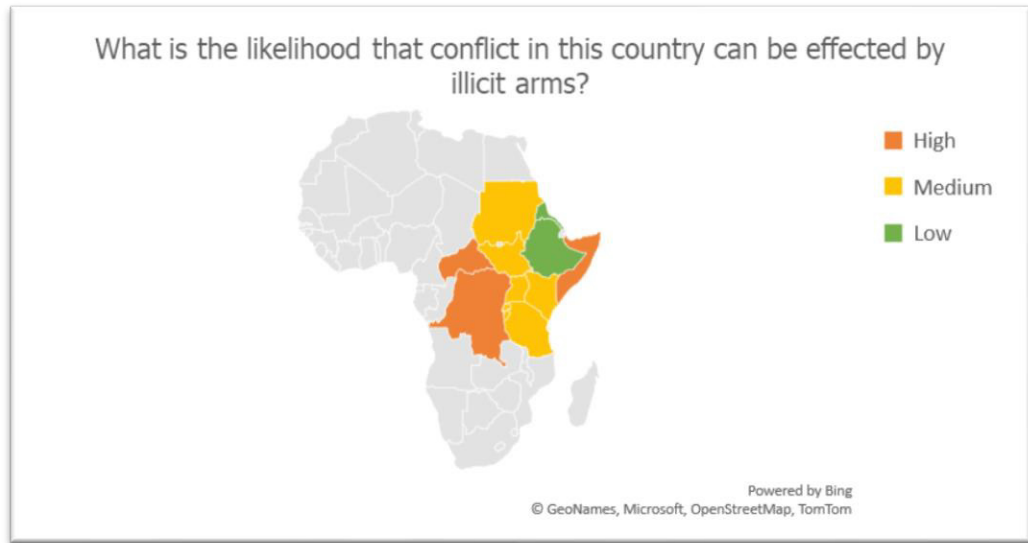 What is the likelihood that conflict in this country can be effected by
illicit arms?
High
Medium
Low
Powered by Bing
© GeoNames, Microsoft, OpenStreetMap, TomTom